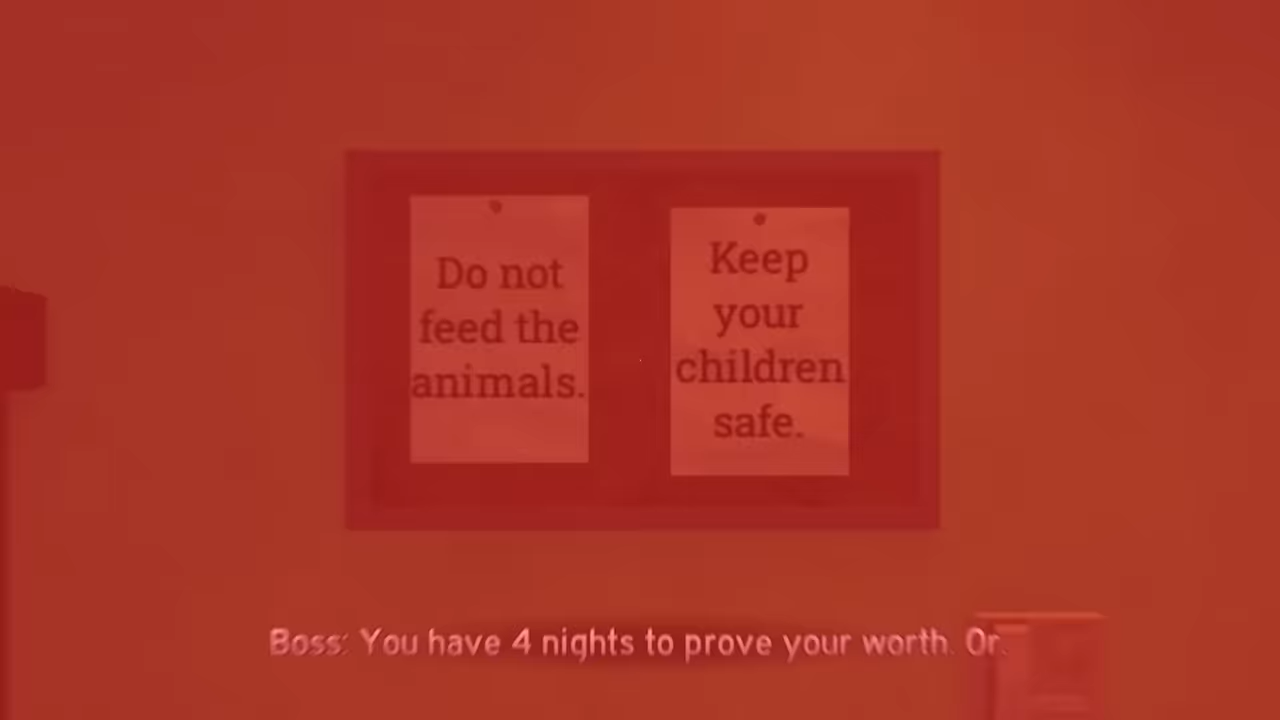 Do not
feed the
animals.
Keep
your
children
safe.
Boss: You have 4 nights to prove your worth. Or.